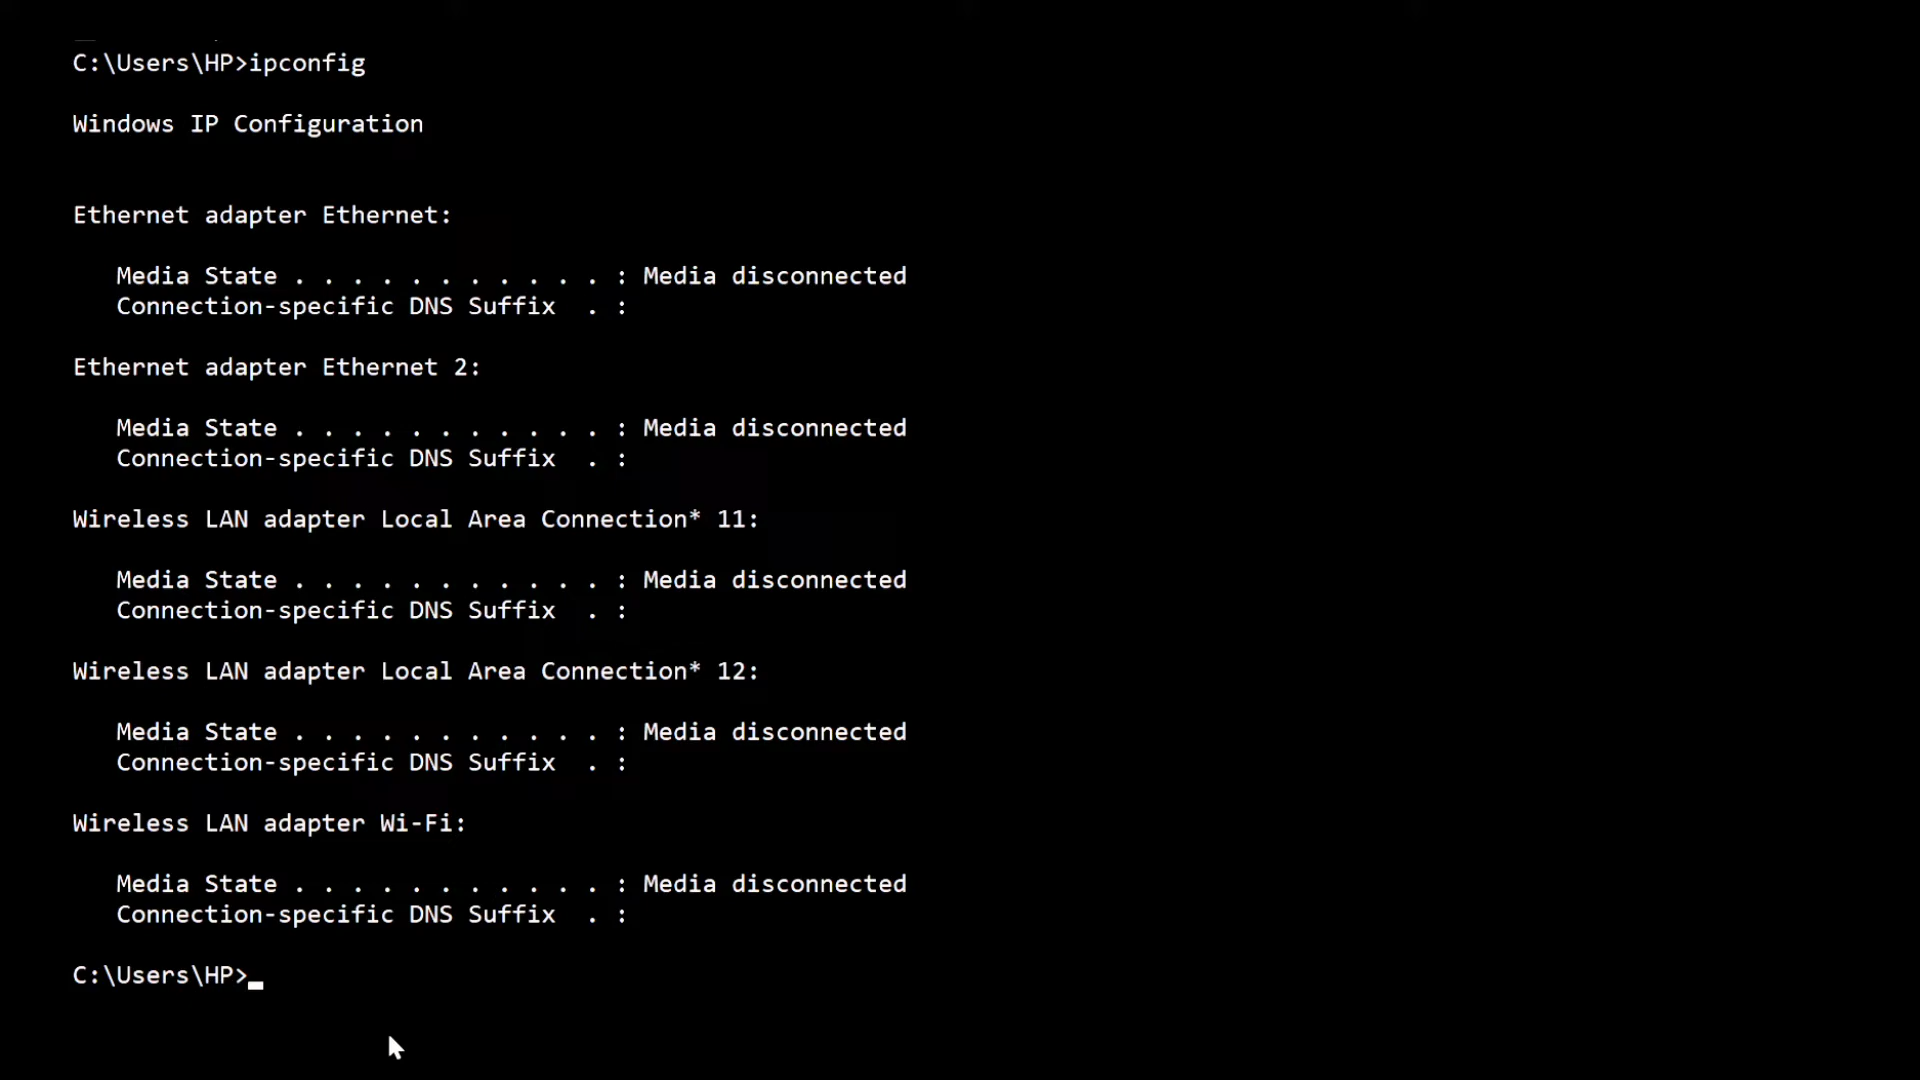 C:\Users\HP>ipconfig
Windows IP Configuration
Ethernet adapter Ethernet:
Media State . . . . . . . . . . . : Media disconnected
Connection-specific DNS Suffix  . :
Ethernet adapter Ethernet 2:
Media State . . . . . . . . . . . : Media disconnected
Connection-specific DNS Suffix  . :
Wireless LAN adapter Local Area Connection* 11:
Media State . . . . . . . . . . . : Media disconnected
Connection-specific DNS Suffix  . :
Wireless LAN adapter Local Area Connection* 12:
Media State . . . . . . . . . . . : Media disconnected
Connection-specific DNS Suffix  . :
Wireless LAN adapter Wi-Fi:
Media State . . . . . . . . . . . : Media disconnected
Connection-specific DNS Suffix  . :
C:\Users\HP>